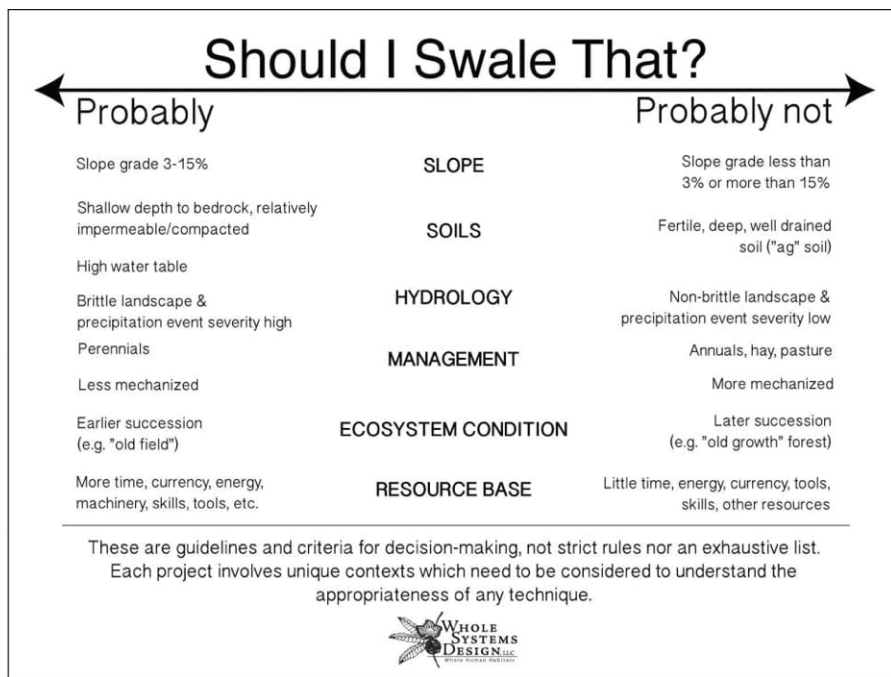 Should I Swale That?
Probably
Probably not
Slope grade 3-15%
SLOPE
Slope grade less than
3% or more than 15%
Shallow depth to bedrock, relatively
impermeable/compacted
High water table
SOILS
Fertile, deep, well drained
soil ("ag" soil)
Brittle landscape &
precipitation event severity high
HYDROLOGY
Non-brittle landscape &
precipitation event severity low
Perennials
Less mechanized
MANAGEMENT
Annuals, hay, pasture
More mechanized
Earlier succession
(e.g. "old field")
ECOSYSTEM CONDITION
Later succession
(e.g. "old growth" forest)
More time, currency, energy,
machinery, skills, tools, etc.
RESOURCE BASE
Little time, energy, currency, tools,
skills, other resources
These are guidelines and criteria for decision-making, not strict rules nor an exhaustive list.
Each project involves unique contexts which need to be considered to understand the
appropriateness of any technique.
WHOLE
SYSTEMS
DESIGN, LLC
Whole Human Habitats